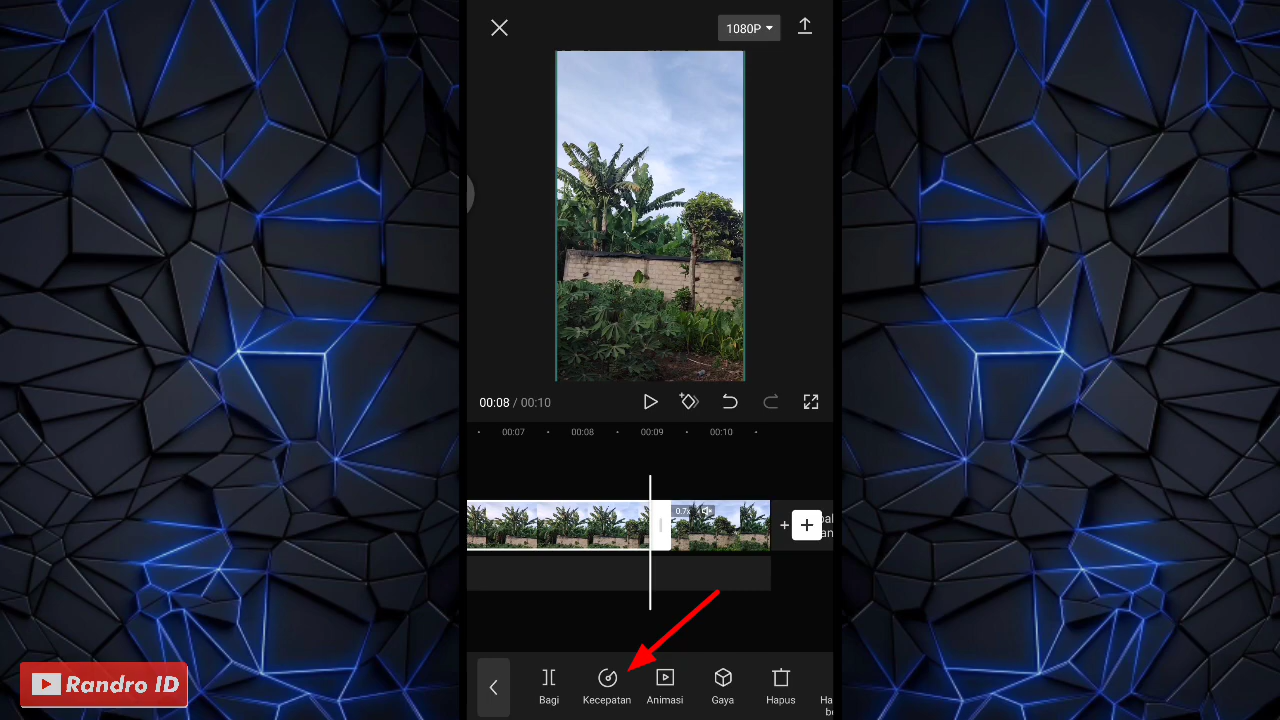 1080P
00:08 / 00:10
00:07
00:08
00:09
00:10
Bagi
Kecepatan
Animasi
Gaya
Hapus
Randro ID